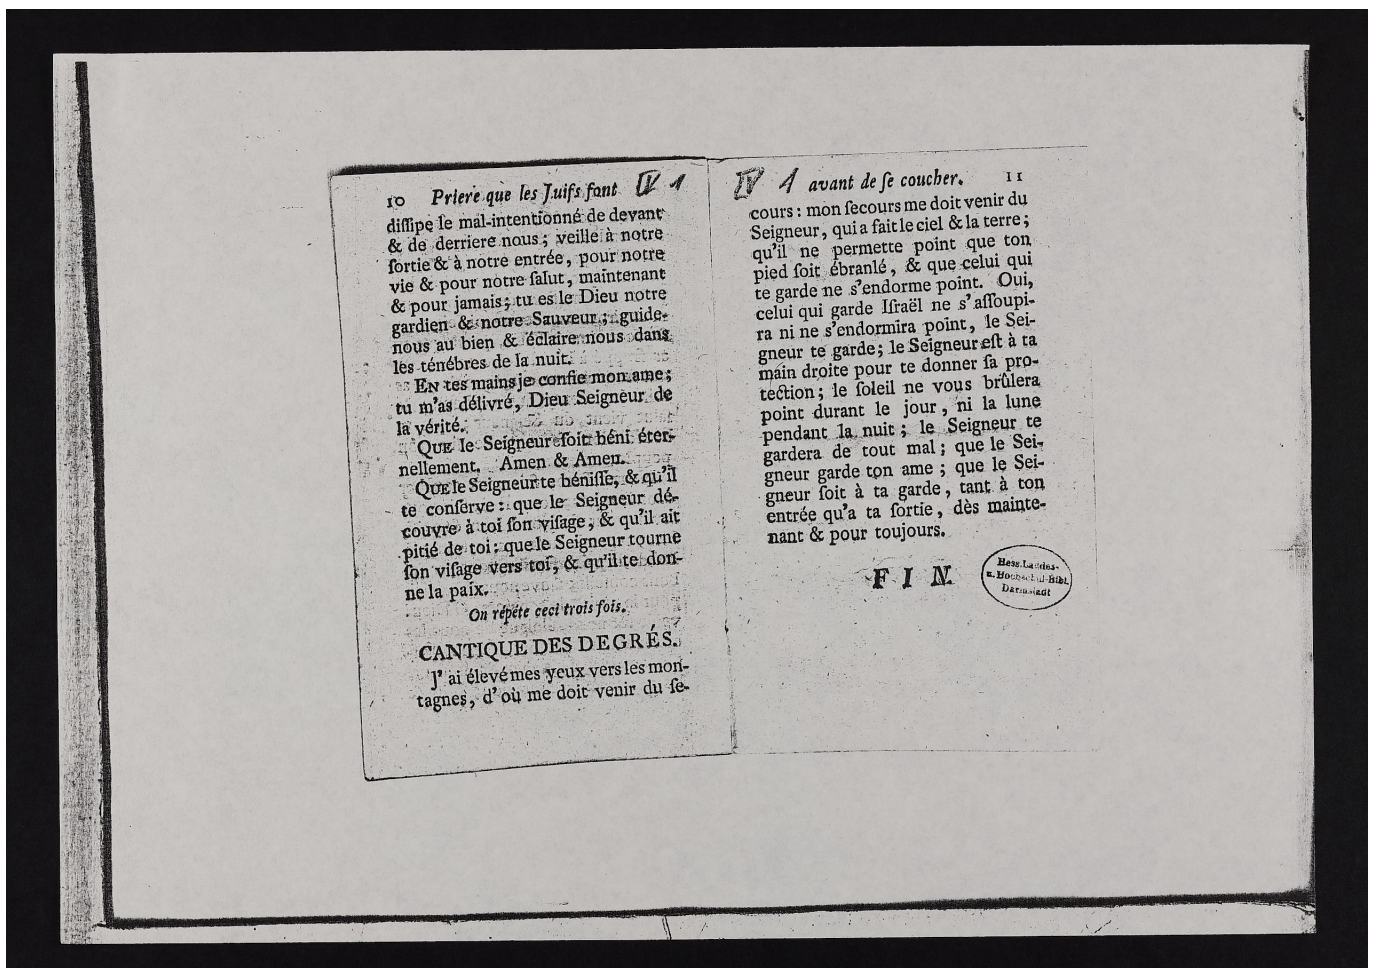 10 Priere que les Juifs font IV 1
dissipe le mal-intentionné de devant
& de derriere nous; veille à notre
sortie & à notre entrée, pour notre
vie & pour notre salut, maintenant
& pour jamais; tu es le Dieu notre
gardien & notre Sauveur; guide-
nous au bien & éclaire nous dans
les ténébres de la nuit.
EN tes mains je confie mon ame;
tu m'as délivré, Dieu Seigneur de
la vérité.
QUE le Seigneur soit béni éter-
nellement. Amen & Amen.
QUE le Seigneur te bénisse, & qu'il
te conserve: que le Seigneur dé-
couvre à toi son visage, & qu'il ait
pitié de toi: que le Seigneur tourne
son visage vers toi, & qu'il te don-
ne la paix.
On répéte ceci trois fois.
CANTIQUE DES DEGRÉS.
J'ai élevé mes yeux vers les mon-
tagnes, d'où me doit venir du se-
IV 1 avant de se coucher. 11
cours: mon secours me doit venir du
Seigneur, qui a fait le ciel & la terre;
qu'il ne permette point que ton
pied soit ébranlé, & que celui qui
te garde ne s'endorme point. Oui,
celui qui garde Israël ne s'assoupi-
ra ni ne s'endormira point, le Sei-
gneur te garde; le Seigneur est à ta
main droite pour te donner sa pro-
tection; le soleil ne vous brûlera
point durant le jour, ni la lune
pendant la nuit; le Seigneur te
gardera de tout mal; que le Sei-
gneur garde ton ame; que le Sei-
gneur soit à ta garde, tant à ton
entrée qu'a ta sortie, dès mainte-
nant & pour toujours.
FIN.
Hess. Landes-
u. Hochschul-Bibl.
Darmstadt